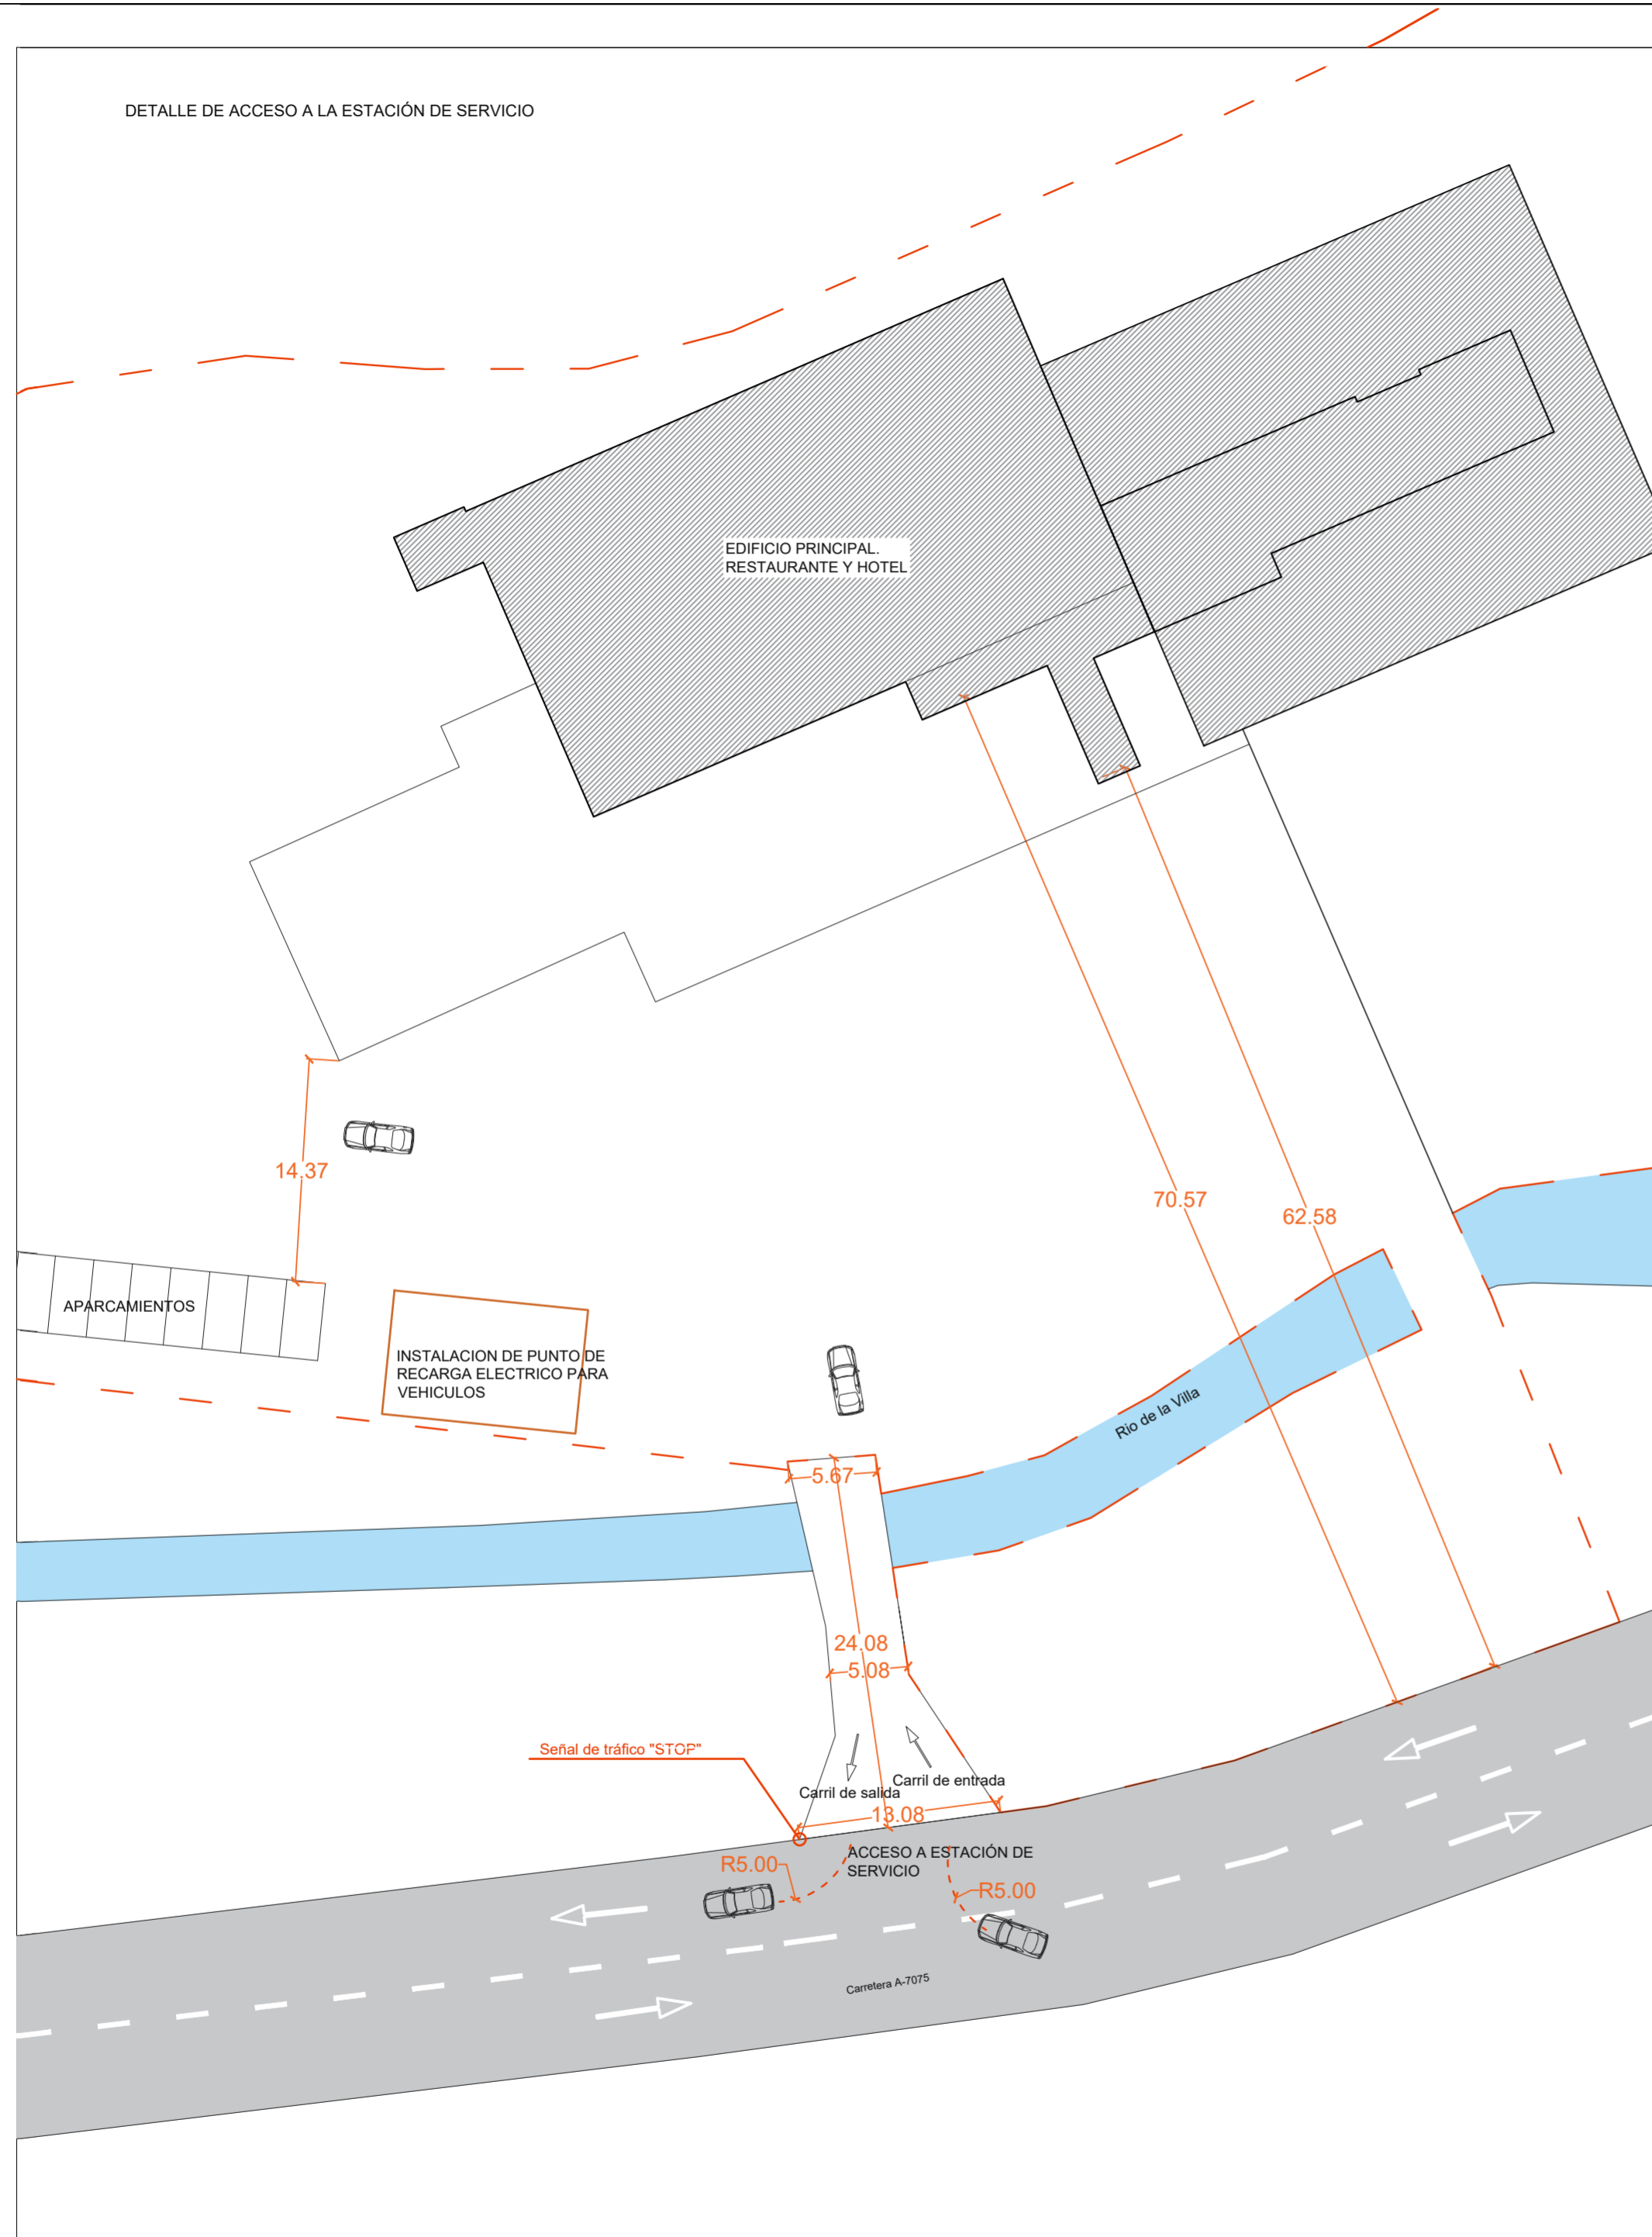 DETALLE DE ACCESO A LA ESTACIÓN DE SERVICIO
EDIFICIO PRINCIPAL.
RESTAURANTE Y HOTEL
14.37
70.57
62.58
APARCAMIENTOS
INSTALACION DE PUNTO DE
RECARGA ELECTRICO PARA
VEHICULOS
Rio de la Villa
5.67
24.08
5.08
Señal de tráfico "STOP"
Carril de entrada
Carril de salida
13.08
ACCESO A ESTACIÓN DE
SERVICIO
R5.00
R5.00
Carretera A-7075